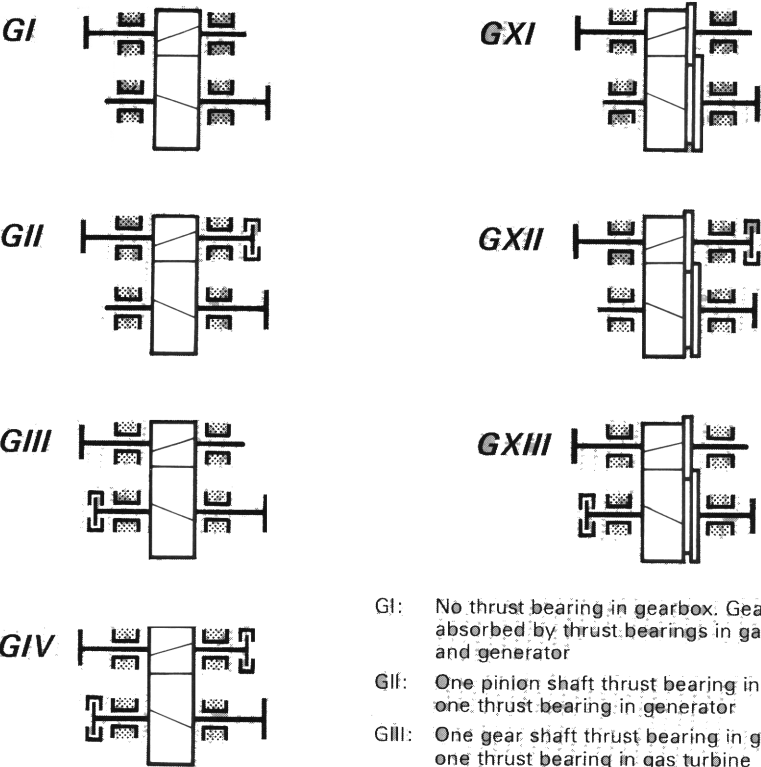 GI
GXI
GII
GXII
GIII
GXIII
GIV
GI: No thrust bearing in gearbox. Gea
absorbed by thrust bearings in ga
and generator
GII: One pinion shaft thrust bearing in
one thrust bearing in generator
GIII: One gear shaft thrust bearing in g
one thrust bearing in gas turbine